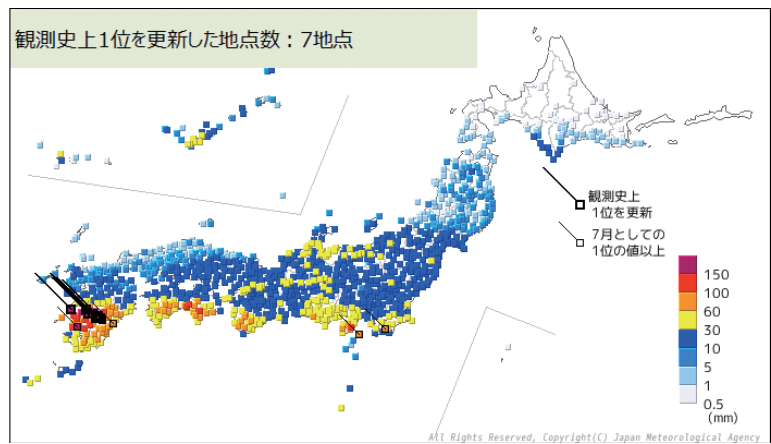 観測史上1位を更新した地点数：7地点
観測史上
1位を更新
7月としての
1位の値以上
150
100
60
30
10
5
1
0.5
(mm)
All Rights Reserved, Copyright(C) Japan Meteorological Agency